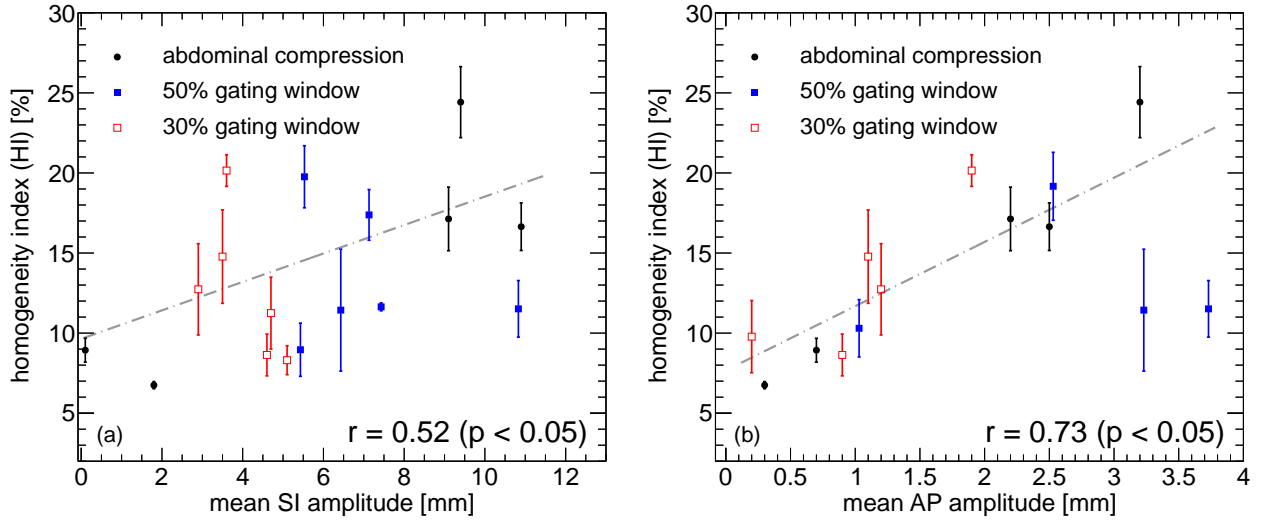 homogeneity index (HI) [%]
30
25
20
15
10
5
abdominal compression
50% gating window
30% gating window
(a)
r = 0.52 (p < 0.05)
0 2 4 6 8 10 12
mean SI amplitude [mm]
homogeneity index (HI) [%]
30
25
20
15
10
5
abdominal compression
50% gating window
30% gating window
(b)
r = 0.73 (p < 0.05)
0 0.5 1 1.5 2 2.5 3 3.5 4
mean AP amplitude [mm]